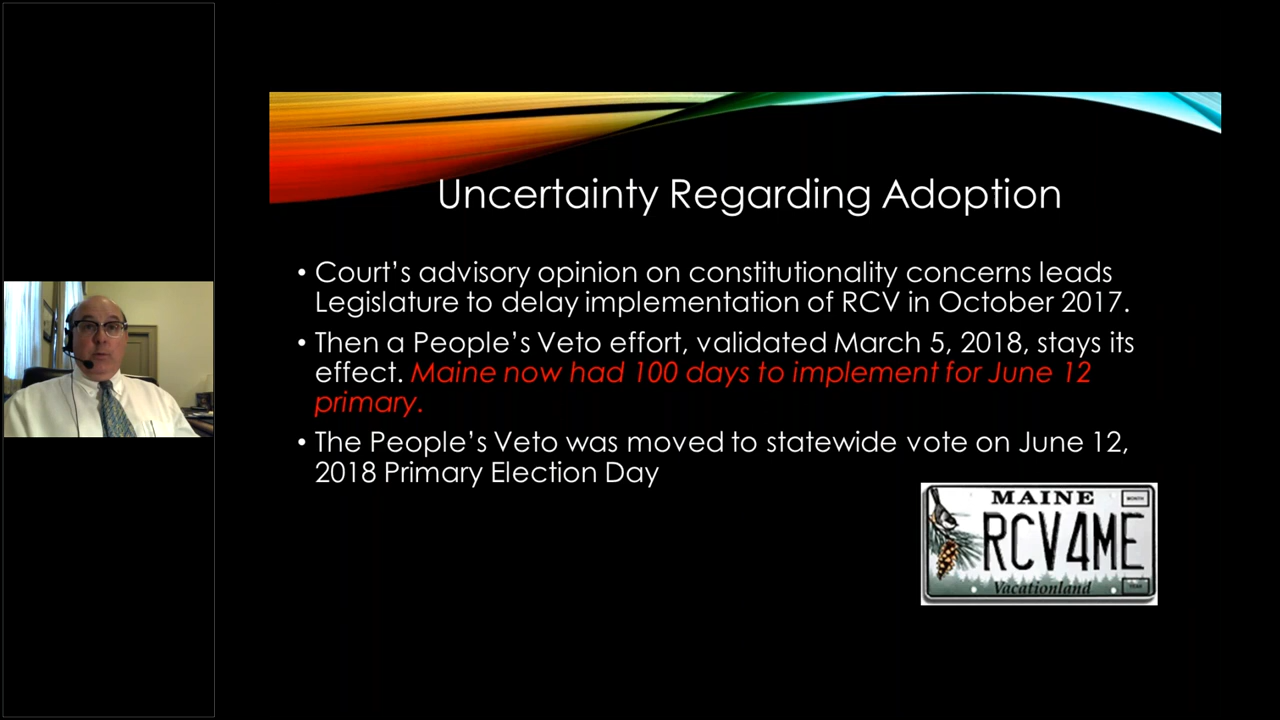 Uncertainty Regarding Adoption
• Court’s advisory opinion on constitutionality concerns leads
Legislature to delay implementation of RCV in October 2017.
• Then a People’s Veto effort, validated March 5, 2018, stays its
effect. Maine now had 100 days to implement for June 12
primary.
• The People’s Veto was moved to statewide vote on June 12,
2018 Primary Election Day
MAINE
RCV4ME
Vacationland